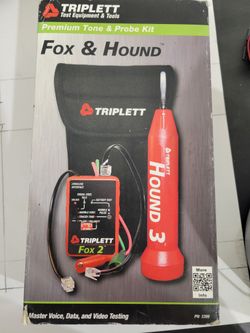 TRIPLETT
Test Equipment & Tools
Premium Tone & Probe Kit
FOX & HOUND™
TRIPLETT
TRIPLETT
HOUND 3
TRIPLETT
Fox 2
More
Info
Master Voice, Data, and Video Testing